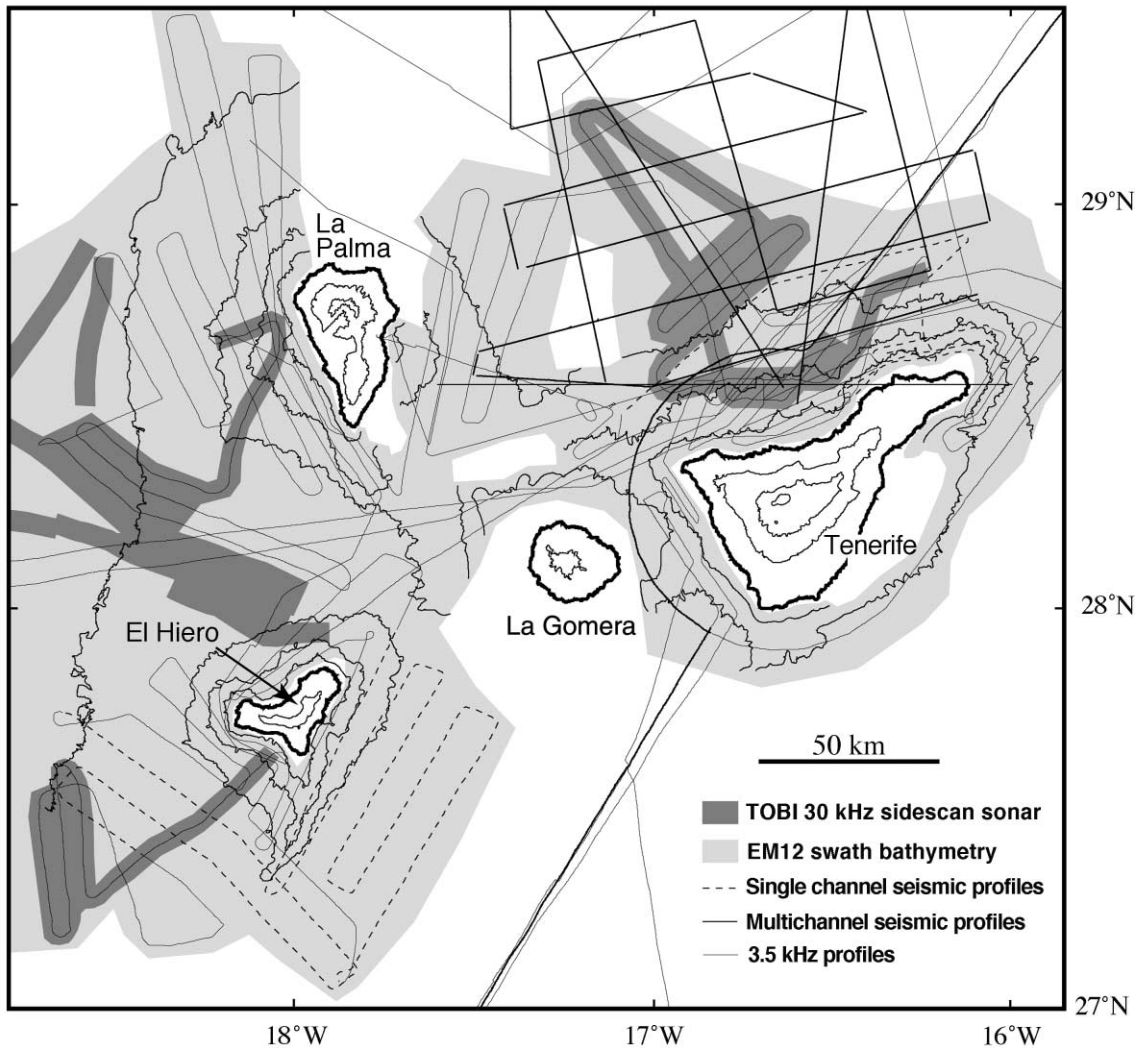 29°N
La
Palma
Tenerife
28°N
La Gomera
El Hiero
50 km
TOBI 30 kHz sidescan sonar
EM12 swath bathymetry
Single channel seismic profiles
Multichannel seismic profiles
3.5 kHz profiles
27°N
18°W
17°W
16°W